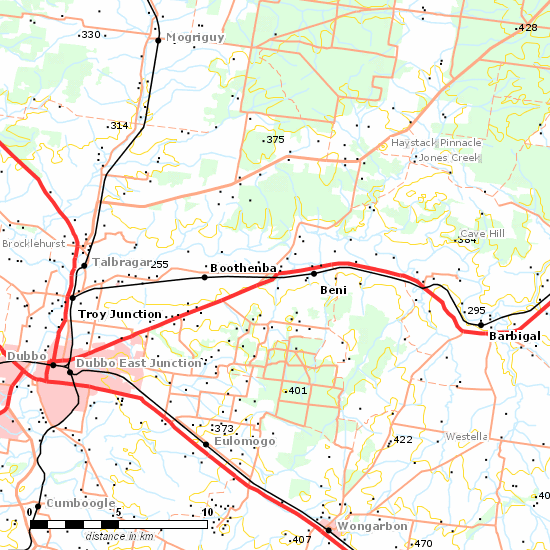 .428
.330
Mogriguy
.314
.375
Haystack Pinnacle
Jones Creek
Cave Hill
.384
Brocklehurst
Talbragar
.255
Boothenba
Beni
Troy Junction
.295
Barbigal
Dubbo
Dubbo East Junction
.401
.373
Eulomogo
.422
Westella
Cumboogle
0 5 10
distance in km
Wongarbon
.407
.470